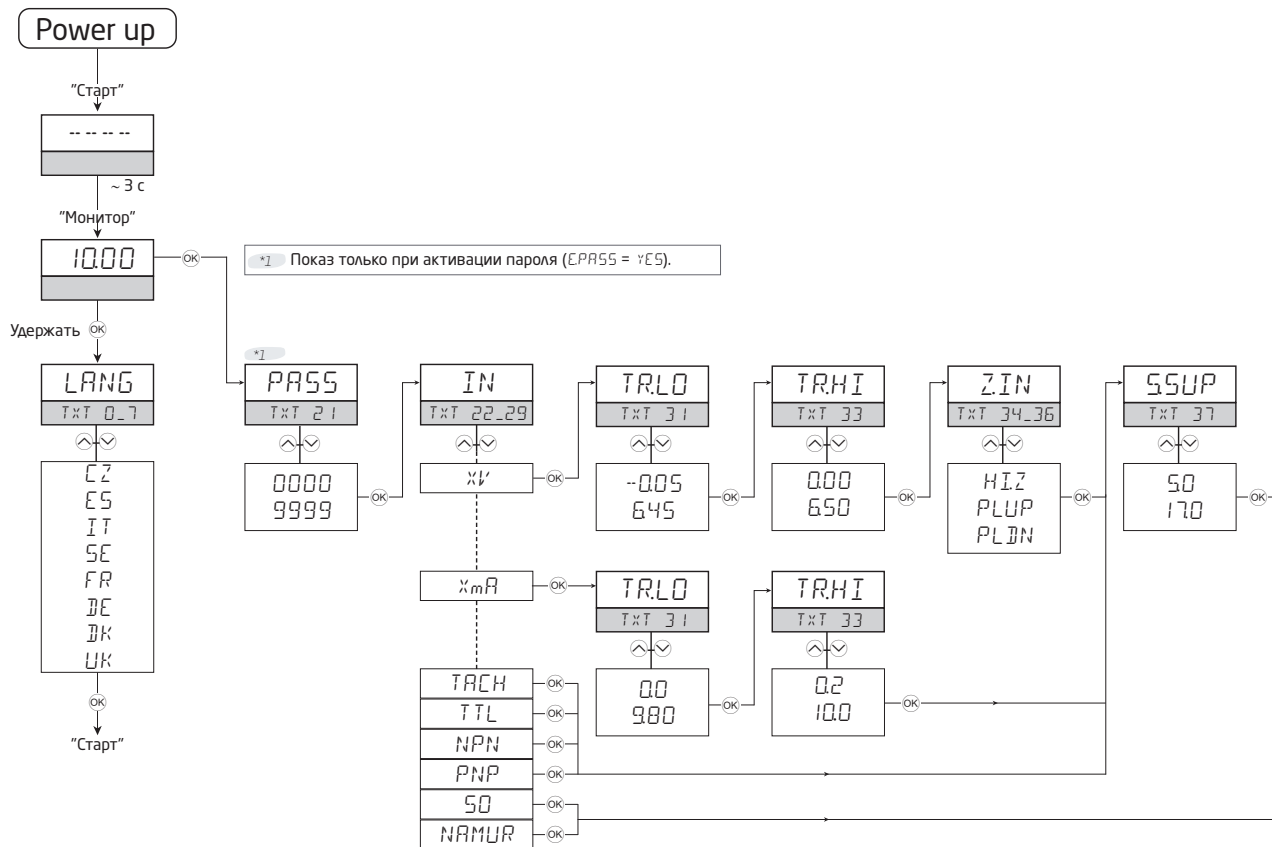 Power up
"Старт"
-- -- -- --
~ 3 с
"Монитор"
10.00
OK
*1 Показ только при активации пароля (E.PASS = YES).
Удержать OK
LANG
TXT 0_7
CZ
ES
IT
SE
FR
DE
DK
UK
OK
"Старт"
*1
PASS
TXT 21
0000
9999
OK
IN
TXT 22_29
XV
OK
XmA
OK
TACH
OK
TTL
OK
NPN
OK
PNP
OK
S0
OK
NAMUR
OK
TR.LO
TXT 31
-0.05
6.45
OK
TR.HI
TXT 33
0.00
6.50
OK
Z.IN
TXT 34_36
HI.Z
PLUP
PLDN
OK
S.SUP
TXT 37
5.0
17.0
OK
TR.LO
TXT 31
0.0
9.80
OK
TR.HI
TXT 33
0.2
10.0
OK